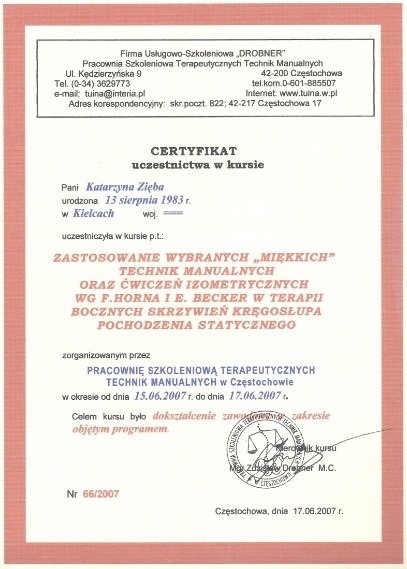 Firma Usługowo-Szkoleniowa „DROBNER”
Pracownia Szkoleniowa Terapeutycznych Technik Manualnych
Ul. Kędzierzyńska 9 42-200 Częstochowa
Tel. (0-34) 3629773 tel.kom.0-601-885507
e-mail: tuina@interia.pl Internet: www.tuina.w.pl
Adres korespondencyjny: skr.poczt. 822; 42-217 Częstochowa 17
CERTYFIKAT
uczestnictwa w kursie
Pani Katarzyna Zięba
urodzona 13 sierpnia 1983 r.
w Kielcach woj. ===
uczestniczyła w kursie p.t.:
ZASTOSOWANIE WYBRANYCH „MIĘKKICH”
TECHNIK MANUALNYCH
ORAZ ĆWICZEŃ IZOMETRYCZNYCH
WG F.HORNA I E. BECKER W TERAPII
BOCZNYCH SKRZYWIEŃ KRĘGOSŁUPA
POCHODZENIA STATYCZNEGO
zorganizowanym przez
PRACOWNIĘ SZKOLENIOWĄ TERAPEUTYCZNYCH
TECHNIK MANUALNYCH w Częstochowie
w okresie od dnia 15.06.2007 r. do dnia 17.06.2007 r.
Celem kursu było dokształcenie zakresie
objętym programem.
Kierownik kursu
Mgr Zdzisław Drobner M.C.
Nr 66/2007
Częstochowa, dnia 17.06.2007 r.